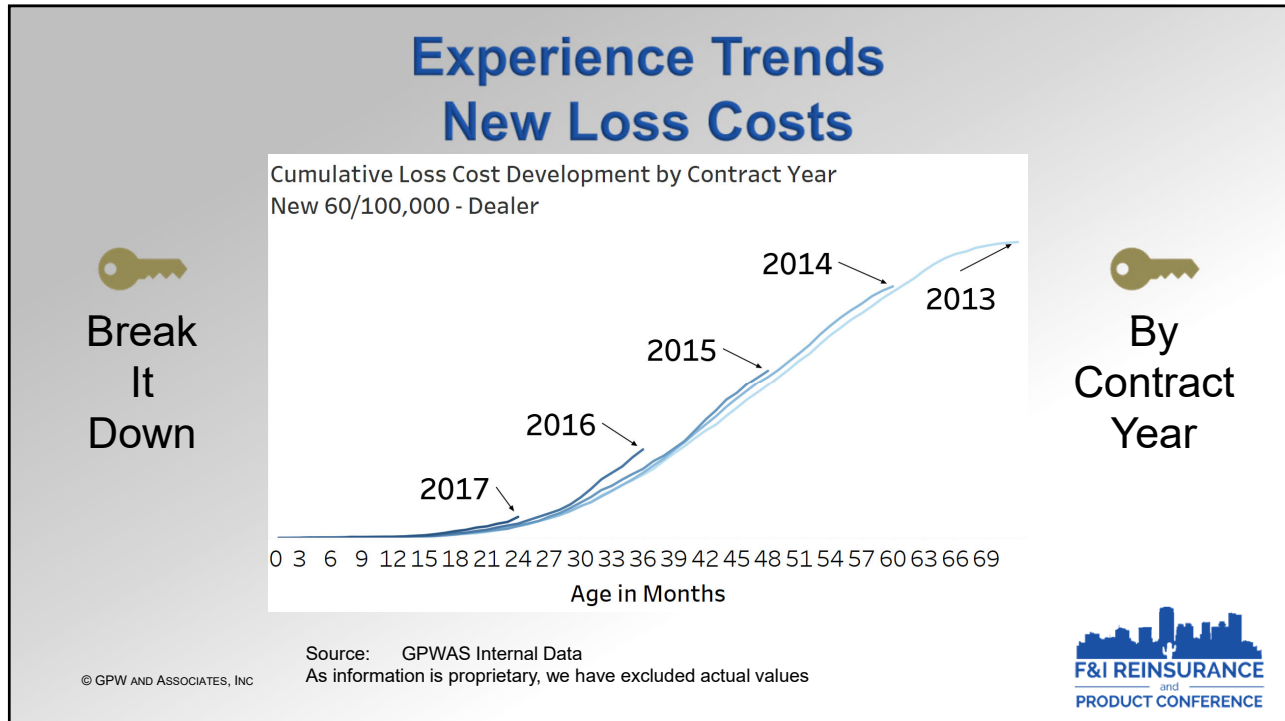 Experience Trends
New Loss Costs
Cumulative Loss Cost Development by Contract Year
New 60/100,000 - Dealer
Break
It
Down
2017
2016
2015
2014
2013
By
Contract
Year
0 3 6 9 12 15 18 21 24 27 30 33 36 39 42 45 48 51 54 57 60 63 66 69
Age in Months
Source: GPWAS Internal Data
As information is proprietary, we have excluded actual values
© GPW AND ASSOCIATES, INC
F&I REINSURANCE
and
PRODUCT CONFERENCE